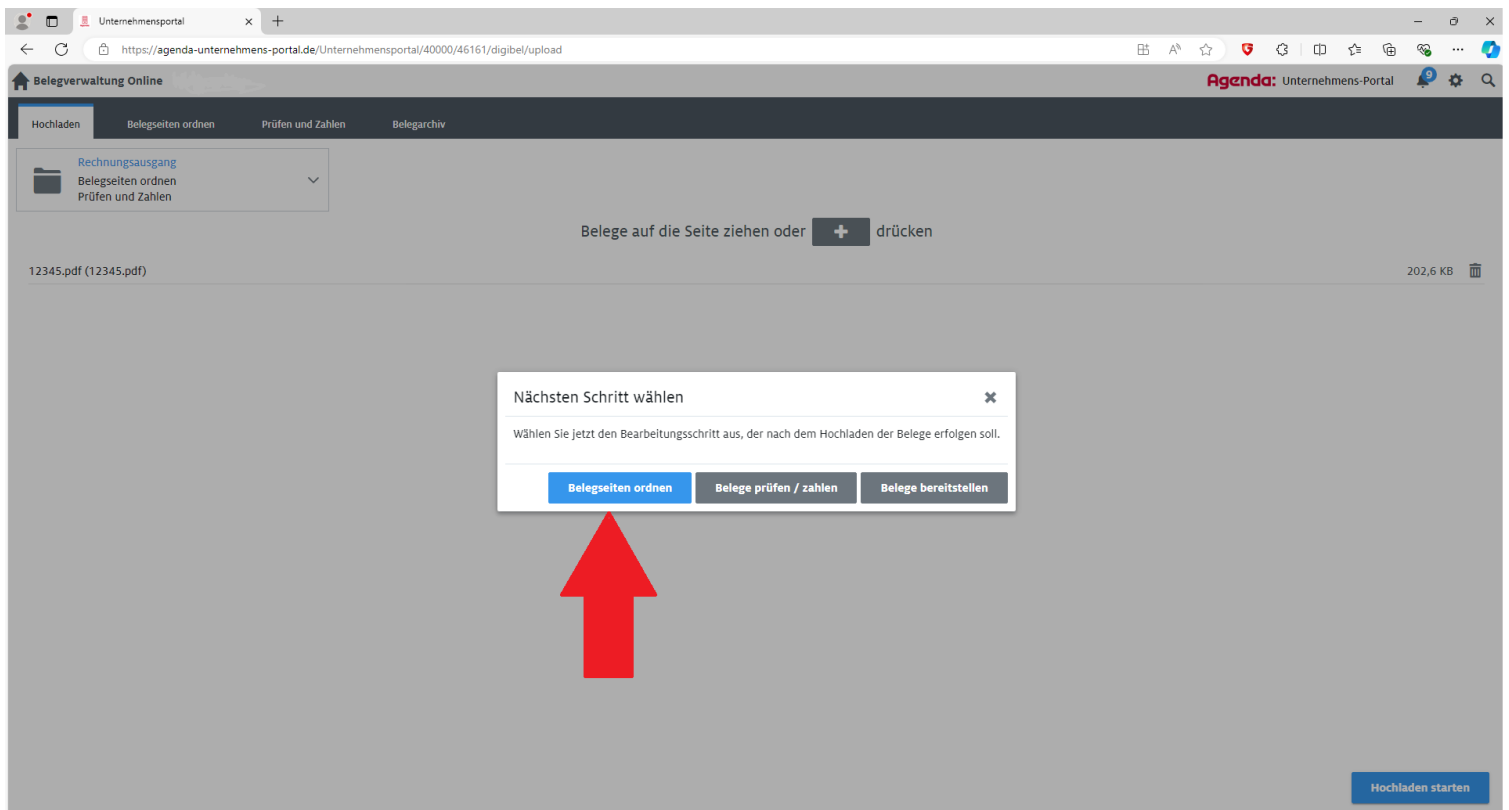 Unternehmensportal
https://agenda-unternehmens-portal.de/Unternehmensportal/40000/46161/digibel/upload
Belegverwaltung Online
Agenda: Unternehmens-Portal
9
Hochladen
Belegseiten ordnen
Prüfen und Zahlen
Belegarchiv
Rechnungsausgang
Belegseiten ordnen
Prüfen und Zahlen
Belege auf die Seite ziehen oder + drücken
12345.pdf (12345.pdf)
202,6 KB
Nächsten Schritt wählen
Wählen Sie jetzt den Bearbeitungsschritt aus, der nach dem Hochladen der Belege erfolgen soll.
Belegseiten ordnen
Belege prüfen / zahlen
Belege bereitstellen
Hochladen starten